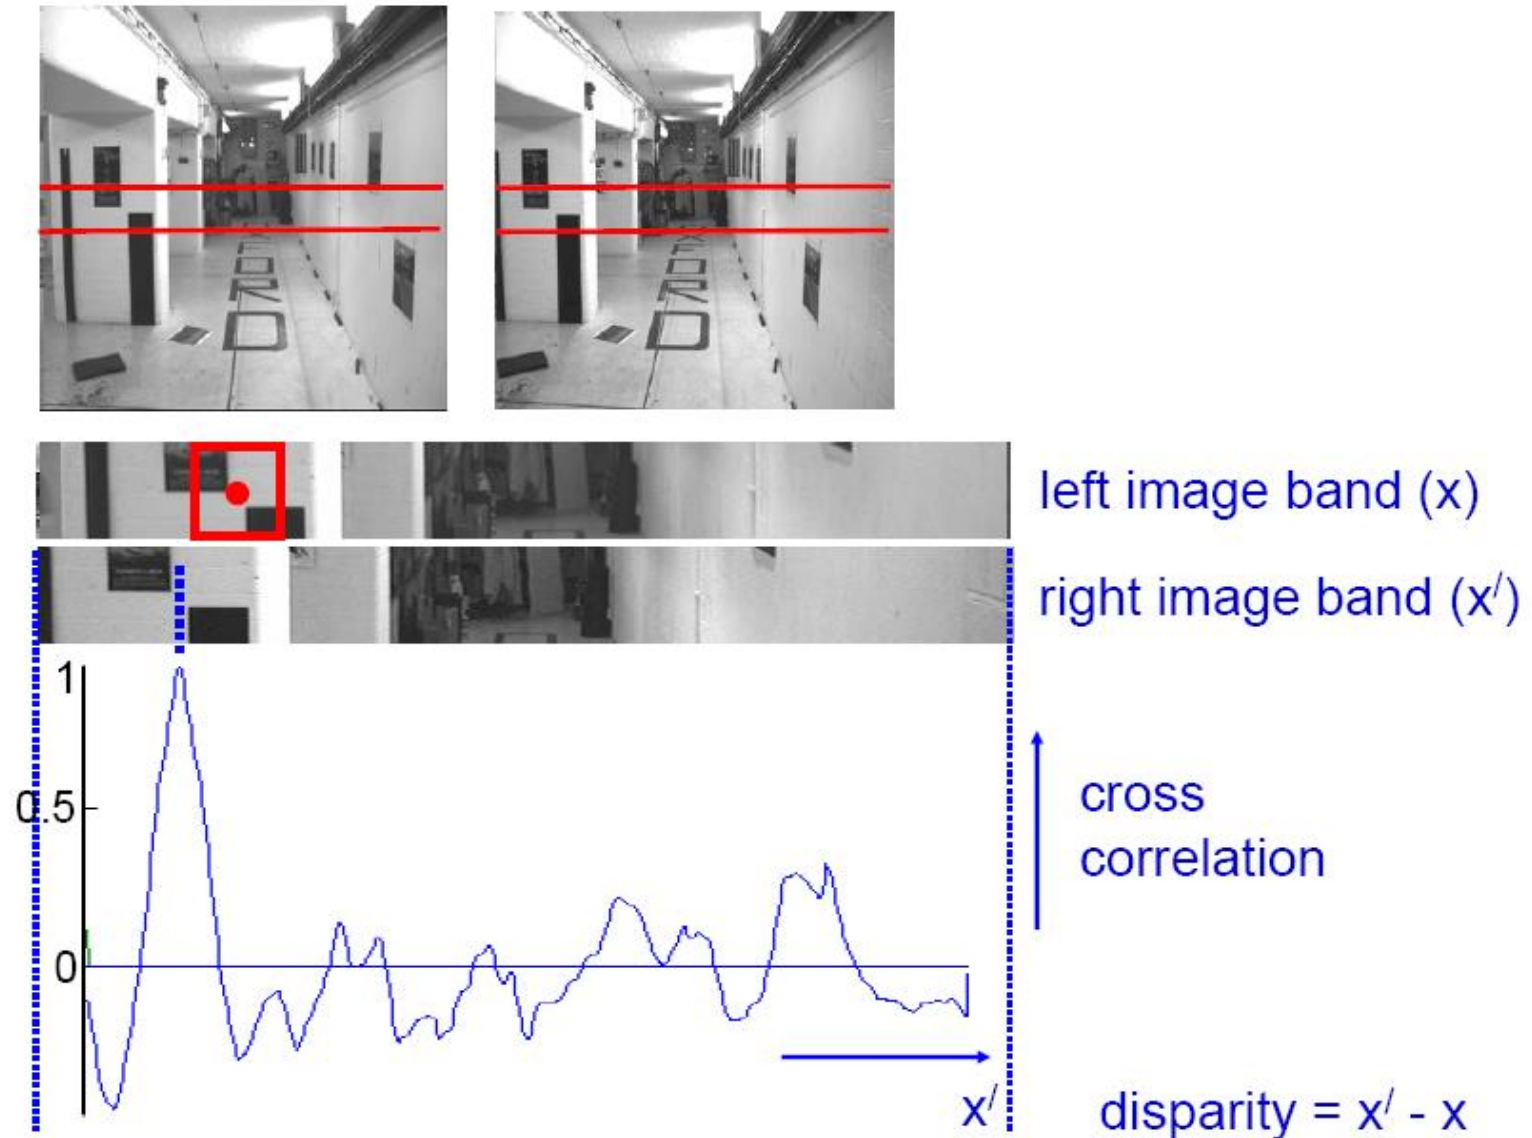 left image band (x)
right image band (x/)
1
0.5
0
cross
correlation
x/
disparity = x/ - x